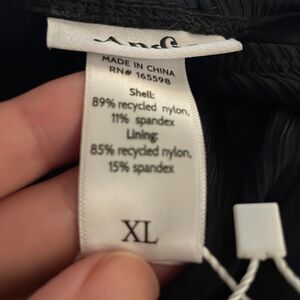 MADE IN CHINA
RN# 165598
Shell:
89% recycled nylon,
11% spandex
Lining:
85% recycled nylon,
15% spandex
XL